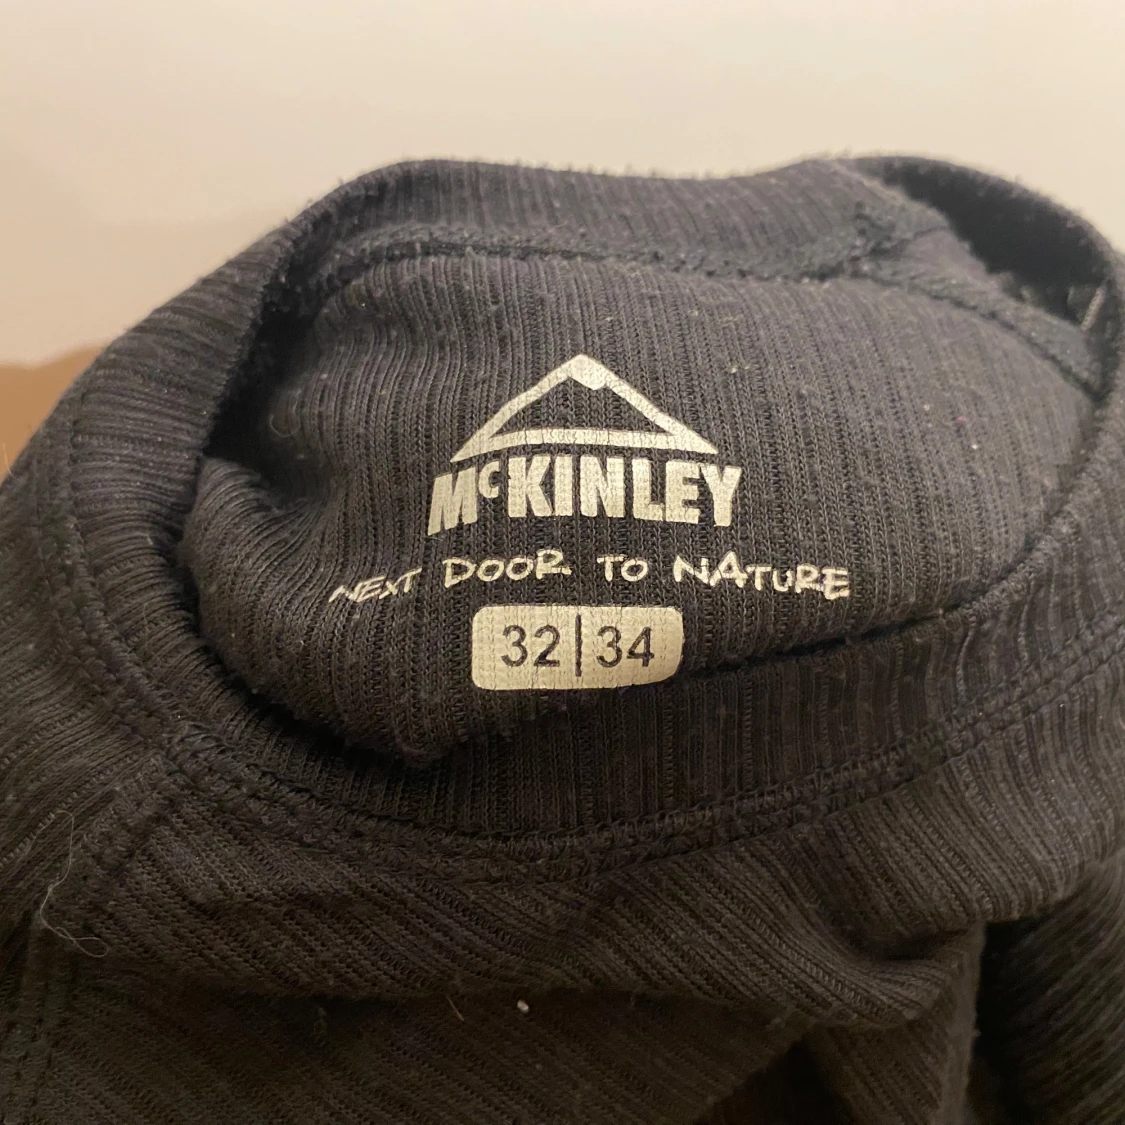 McKINLEY
NEXT DOOR TO NATURE
32|34